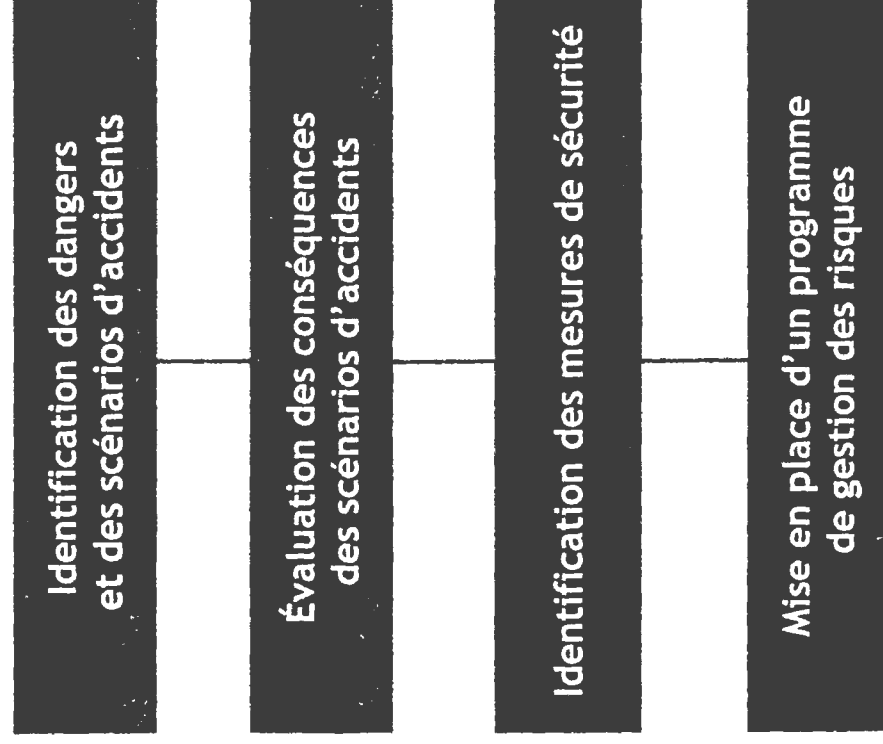 Identification des dangers
et des scénarios d'accidents
Évaluation des conséquences
des scénarios d'accidents
Identification des mesures de sécurité
Mise en place d'un programme
de gestion des risques